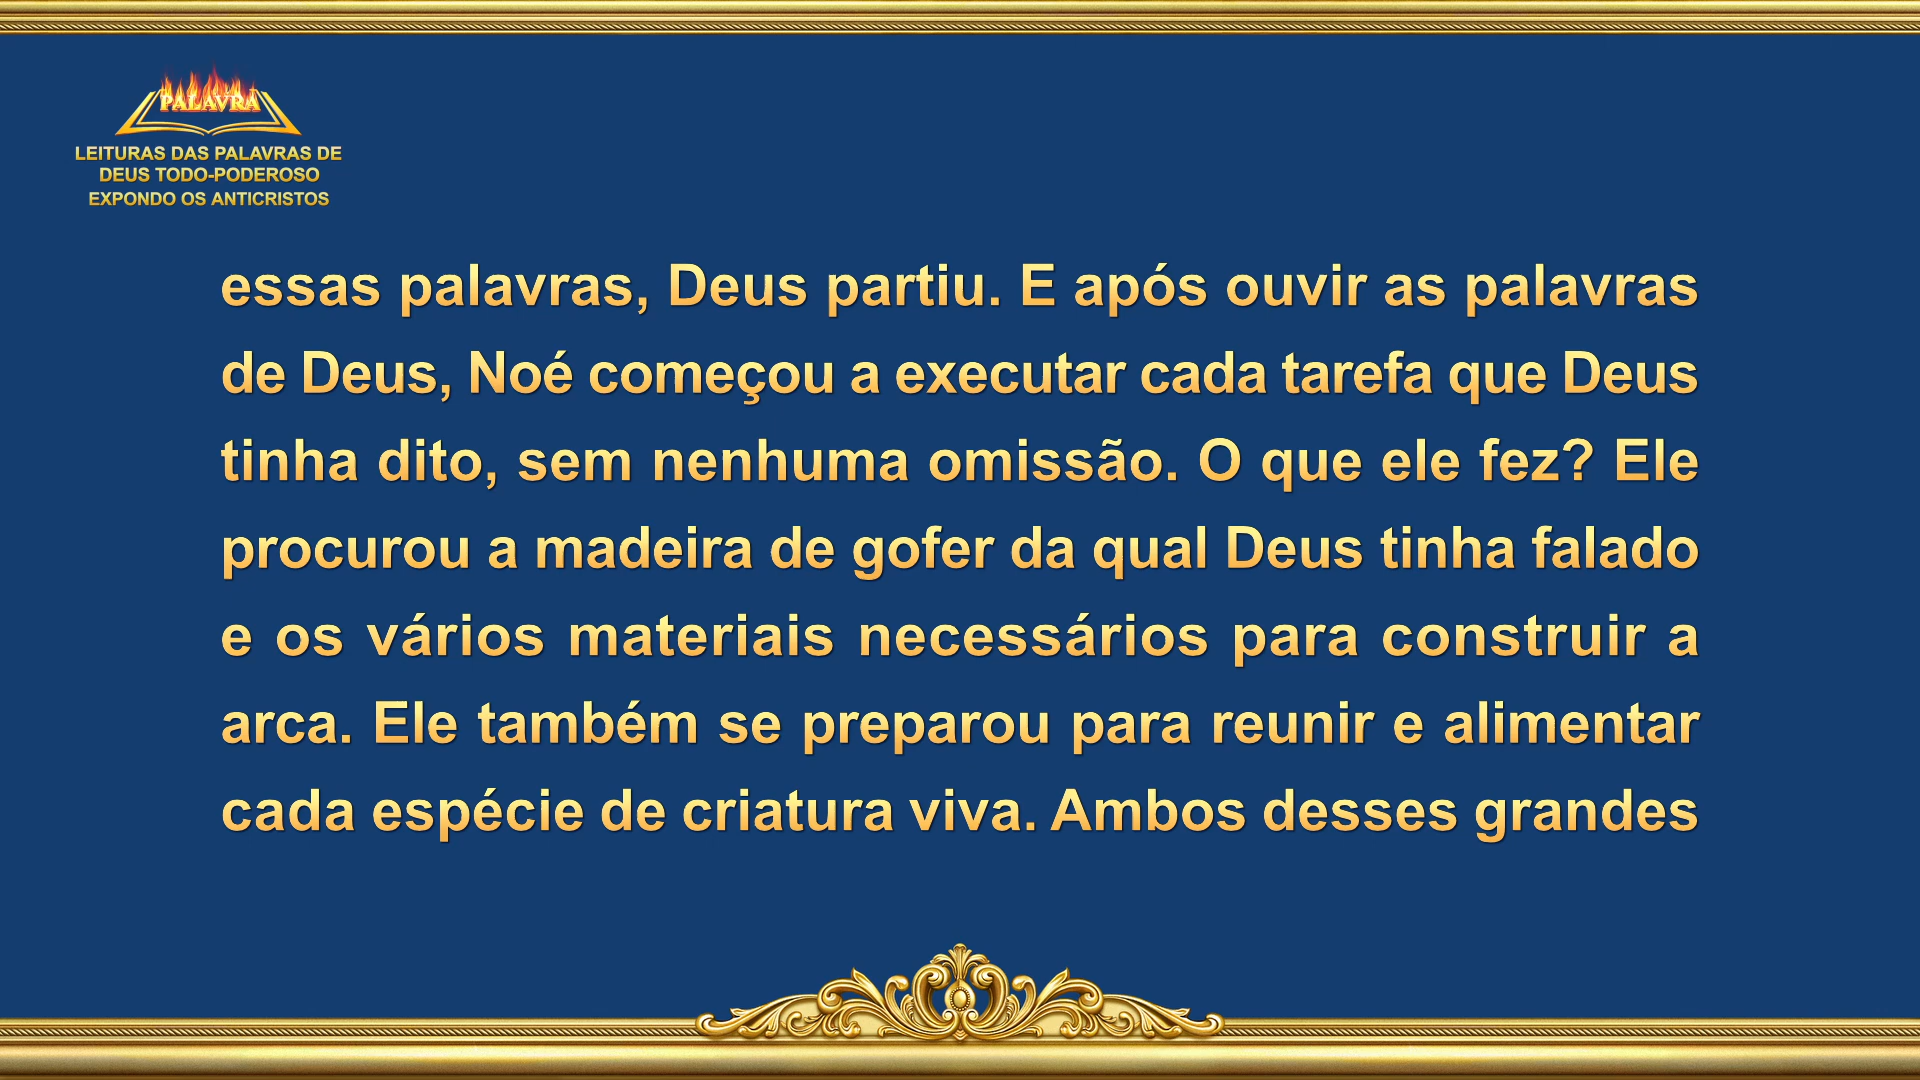 PALAVRA
LEITURAS DAS PALAVRAS DE
DEUS TODO-PODEROSO
EXPONDO OS ANTICRISTOS
essas palavras, Deus partiu. E após ouvir as palavras
de Deus, Noé começou a executar cada tarefa que Deus
tinha dito, sem nenhuma omissão. O que ele fez? Ele
procurou a madeira de gofer da qual Deus tinha falado
e os vários materiais necessários para construir a
arca. Ele também se preparou para reunir e alimentar
cada espécie de criatura viva. Ambos desses grandes